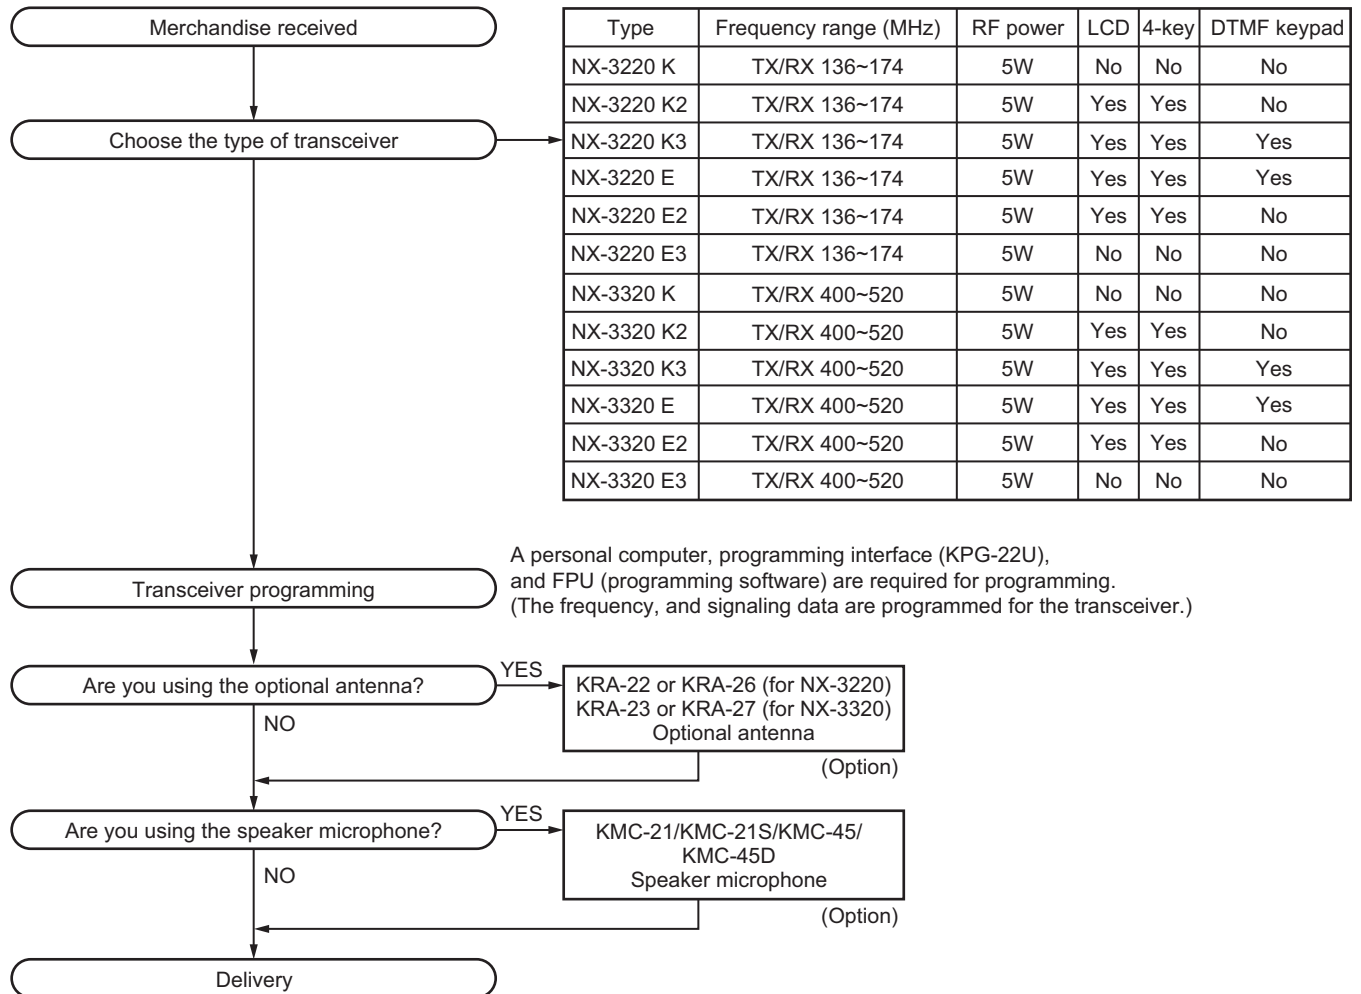 Merchandise received
Choose the type of transceiver
Type Frequency range (MHz) RF power LCD 4-key DTMF keypad
NX-3220 K TX/RX 136~174 5W No No No
NX-3220 K2 TX/RX 136~174 5W Yes Yes No
NX-3220 K3 TX/RX 136~174 5W Yes Yes Yes
NX-3220 E TX/RX 136~174 5W Yes Yes Yes
NX-3220 E2 TX/RX 136~174 5W Yes Yes No
NX-3220 E3 TX/RX 136~174 5W No No No
NX-3320 K TX/RX 400~520 5W No No No
NX-3320 K2 TX/RX 400~520 5W Yes Yes No
NX-3320 K3 TX/RX 400~520 5W Yes Yes Yes
NX-3320 E TX/RX 400~520 5W Yes Yes Yes
NX-3320 E2 TX/RX 400~520 5W Yes Yes No
NX-3320 E3 TX/RX 400~520 5W No No No
Transceiver programming
A personal computer, programming interface (KPG-22U),
and FPU (programming software) are required for programming.
(The frequency, and signaling data are programmed for the transceiver.)
Are you using the optional antenna?
YES
KRA-22 or KRA-26 (for NX-3220)
KRA-23 or KRA-27 (for NX-3320)
Optional antenna
(Option)
NO
Are you using the speaker microphone?
YES
KMC-21/KMC-21S/KMC-45/
KMC-45D
Speaker microphone
(Option)
NO
Delivery